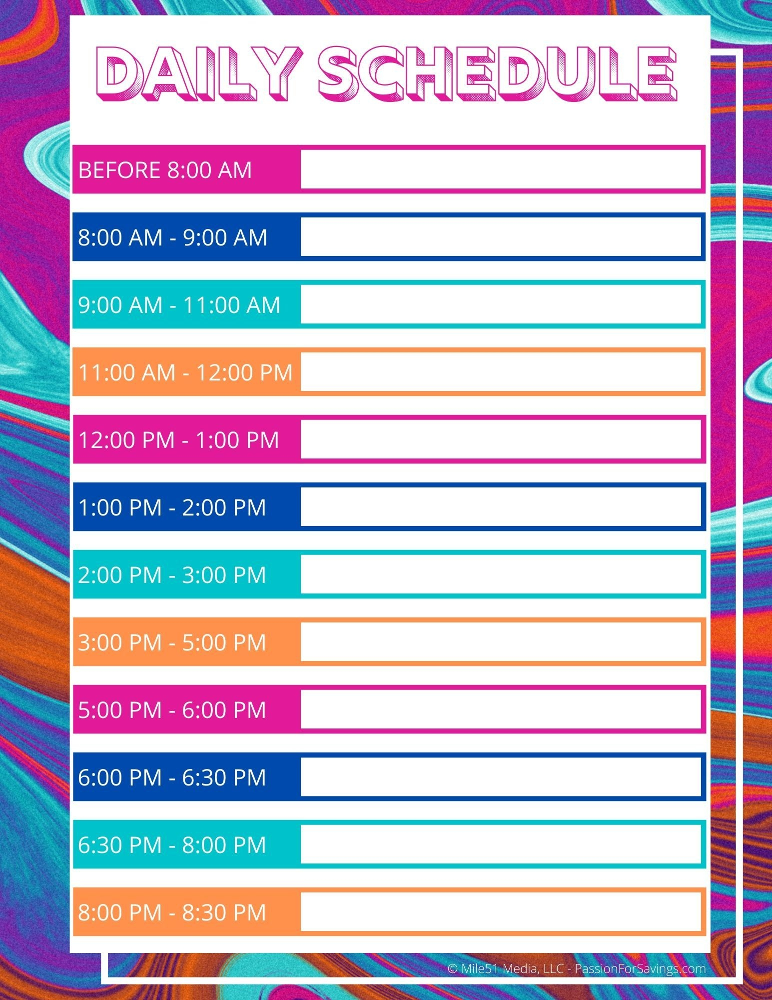 DAILY SCHEDULE
BEFORE 8:00 AM
8:00 AM - 9:00 AM
9:00 AM - 11:00 AM
11:00 AM - 12:00 PM
12:00 PM - 1:00 PM
1:00 PM - 2:00 PM
2:00 PM - 3:00 PM
3:00 PM - 5:00 PM
5:00 PM - 6:00 PM
6:00 PM - 6:30 PM
6:30 PM - 8:00 PM
8:00 PM - 8:30 PM
© Mile51 Media, LLC - PassionForSavings.com